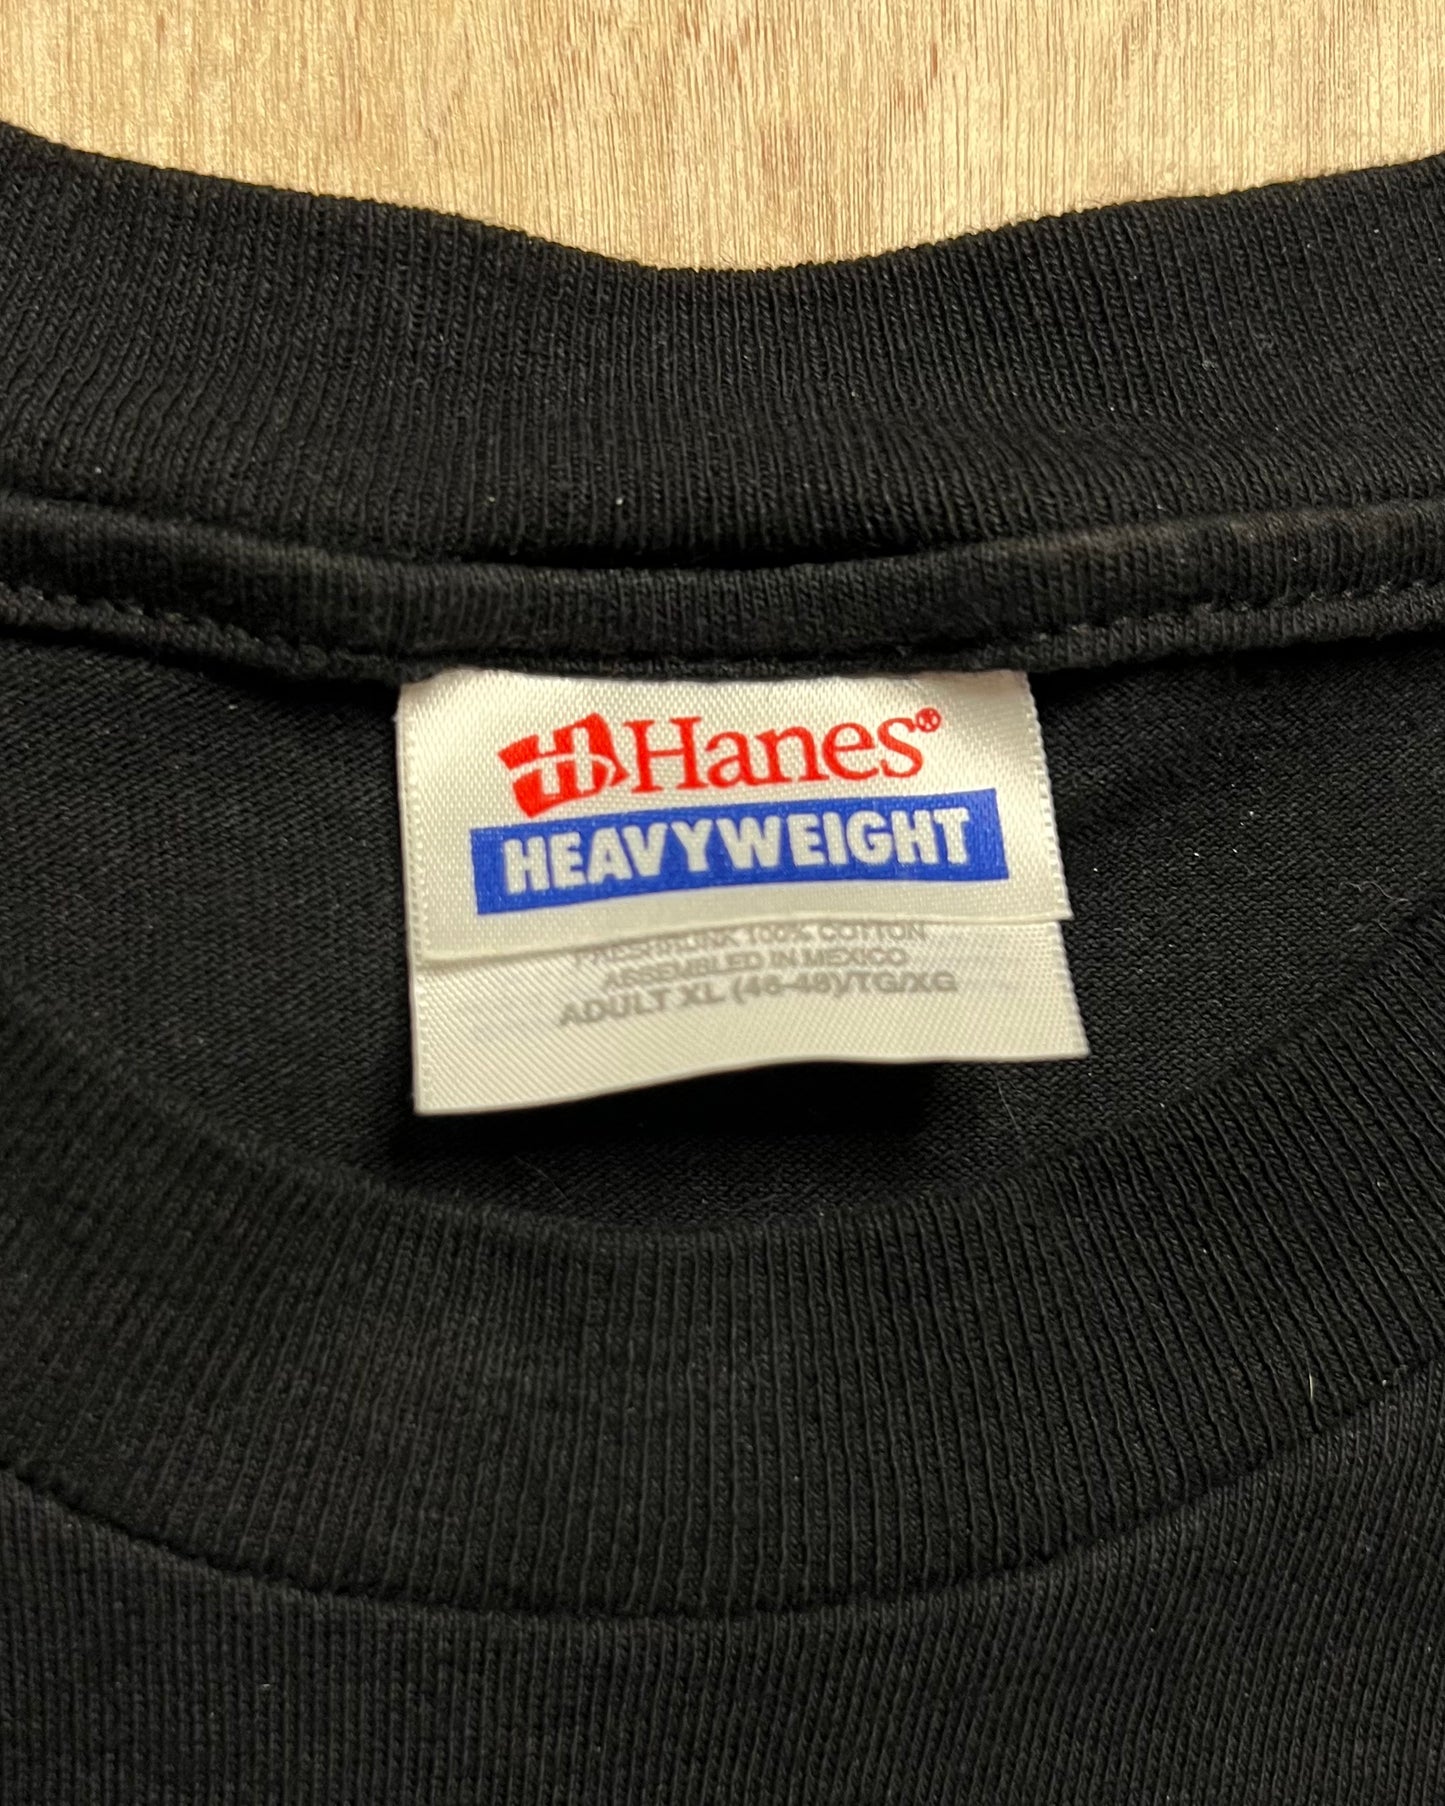 Hanes®
HEAVYWEIGHT
PRESHRUNK 100% COTTON
ASSEMBLED IN MEXICO
ADULT XL (46-48)/TG/XG